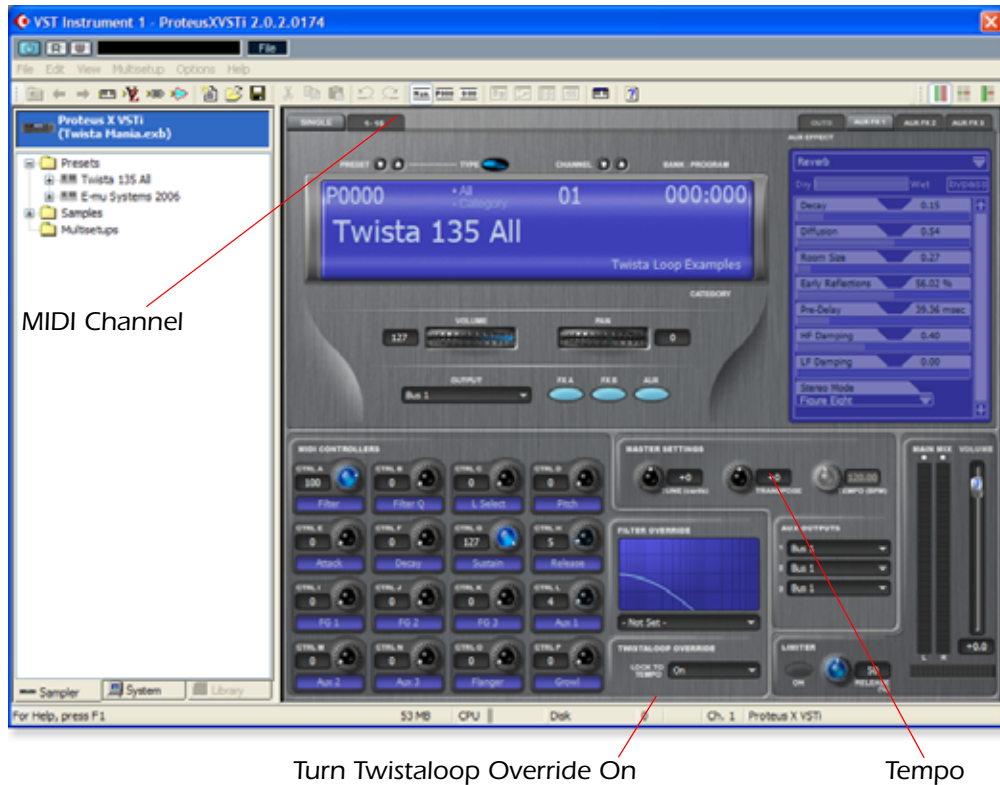 VST Instrument 1 - ProteusXVSTi 2.0.2.0174
File
File Edit View Multisetup Options Help
Proteus X VSTi
(Twista Mania.exb)
Presets
Twista 135 All
E-mu Systems 2006
Samples
Multisetups
SINGLE
OUTS AUX FX 1 AUX FX 2 AUX FX 3
AUX EFFECT
PRESET TYPE CHANNEL BANK : PROGRAM
P0000 • All 01 000:000
• Category
Twista 135 All
Twista Loop Examples
CATEGORY
Reverb
Dry Wet bypass
Decay 0.15
Diffusion 0.54
Room Size 0.27
Early Reflections 56.02 %
Pre-Delay 39.36 msec
HF Damping 0.40
LF Damping 0.00
Stereo Mode
Figure Eight
MIDI Channel
VOLUME PAN
127 0
OUTPUT FX A FX B AUX
Bus 1
MIDI CONTROLLERS
CTRL A CTRL B CTRL C CTRL D
100 0 0 0
Filter Filter Q L Select Pitch
CTRL E CTRL F CTRL G CTRL H
0 0 127 5
Attack Decay Sustain Release
CTRL I CTRL J CTRL K CTRL L
0 0 0 4
FG 1 FG 2 FG 3 Aux 1
CTRL M CTRL N CTRL O CTRL P
0 0 0 0
Aux 2 Aux 3 Flanger Growl
MASTER SETTINGS
+0 +0 120.00
TUNE (cents) TRANSPOSE TEMPO (BPM)
FILTER OVERRIDE
- Not Set -
TWISTALOOP OVERRIDE
LOCK TO TEMPO On
AUX OUTPUTS
1 Bus 1
2 Bus 1
3 Bus 1
LIMITER
ON 50 RELEASE
MAIN MIX VOLUME
L R +0.0
Sampler System Library
For Help, press F1 53 MB CPU Disk 0 Ch. 1 Proteus X VSTi
Turn Twistaloop Override On
Tempo